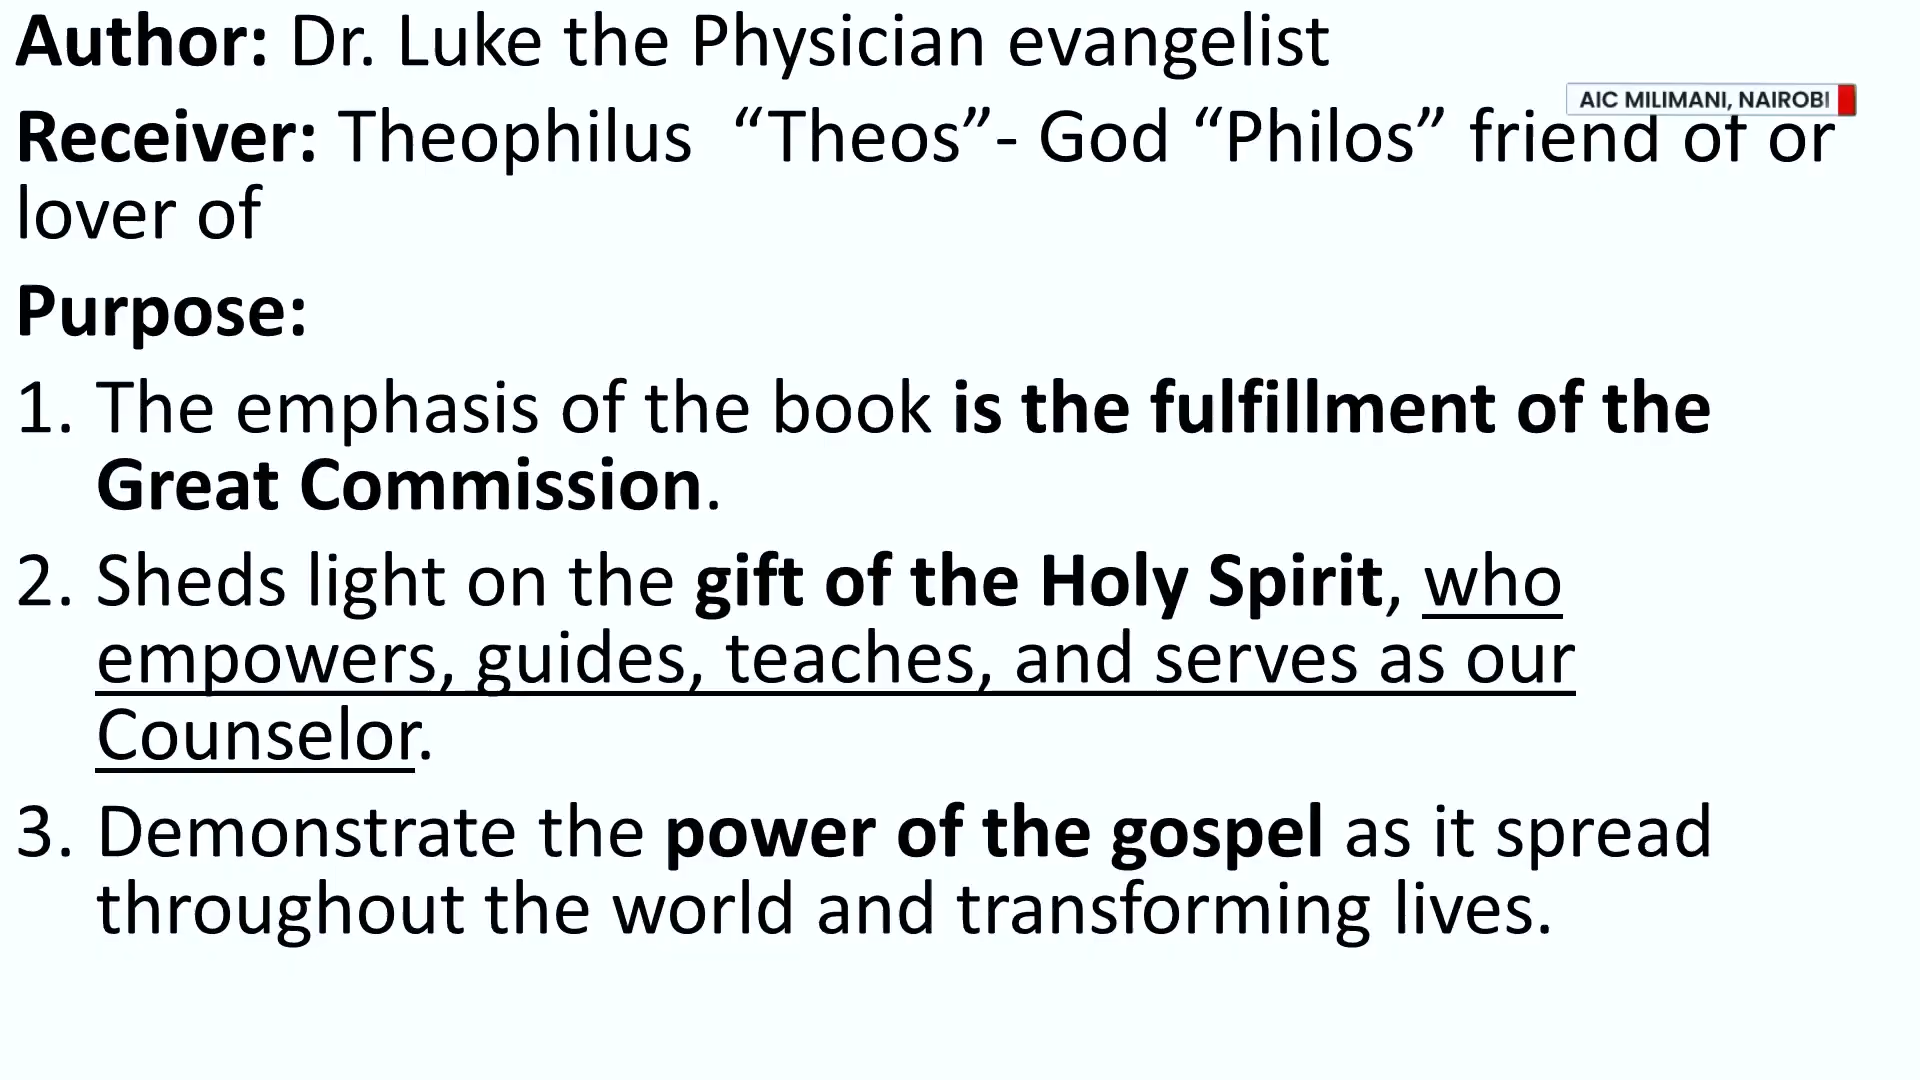 Author: Dr. Luke the Physician evangelist
AIC MILIMANI, NAIROBI
Receiver: Theophilus  “Theos”- God “Philos” friend of or
lover of
Purpose:
1. The emphasis of the book is the fulfillment of the
Great Commission.
2. Sheds light on the gift of the Holy Spirit, who
empowers, guides, teaches, and serves as our
Counselor.
3. Demonstrate the power of the gospel as it spread
throughout the world and transforming lives.